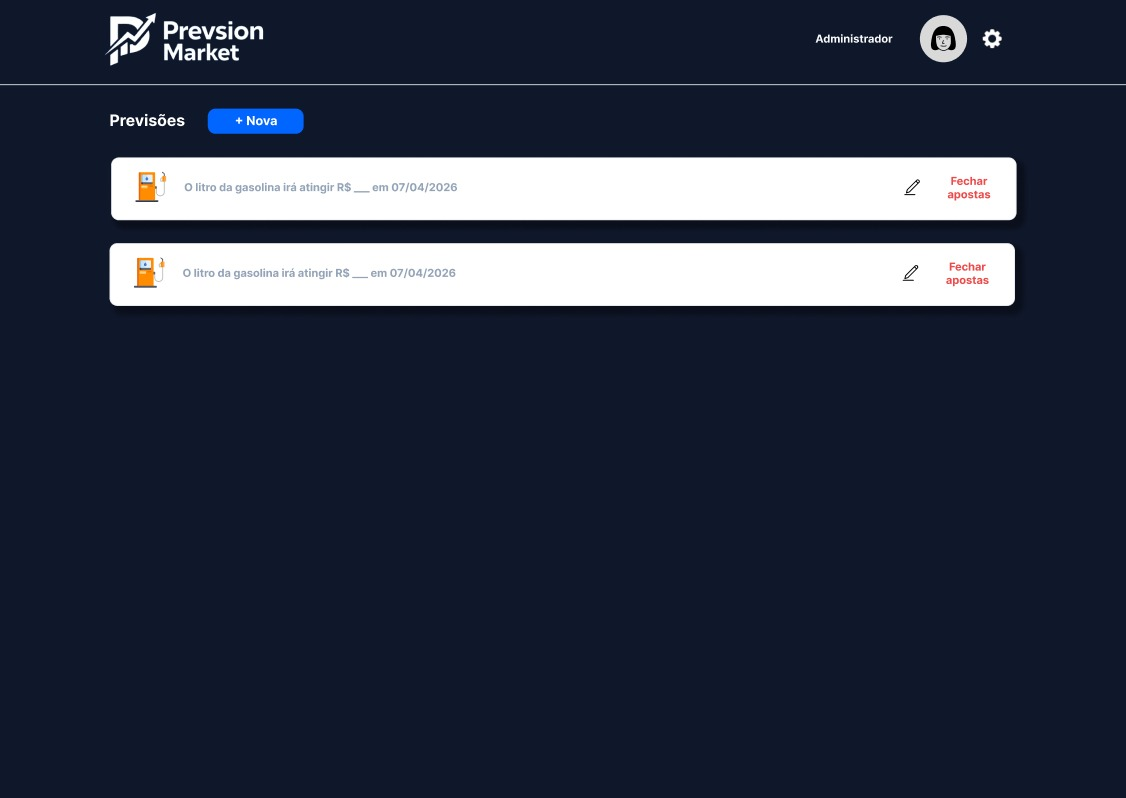 Prevsion
Market
Administrador
Previsões
+ Nova
O litro da gasolina irá atingir R$ ___ em 07/04/2026
Fechar
apostas
O litro da gasolina irá atingir R$ ___ em 07/04/2026
Fechar
apostas